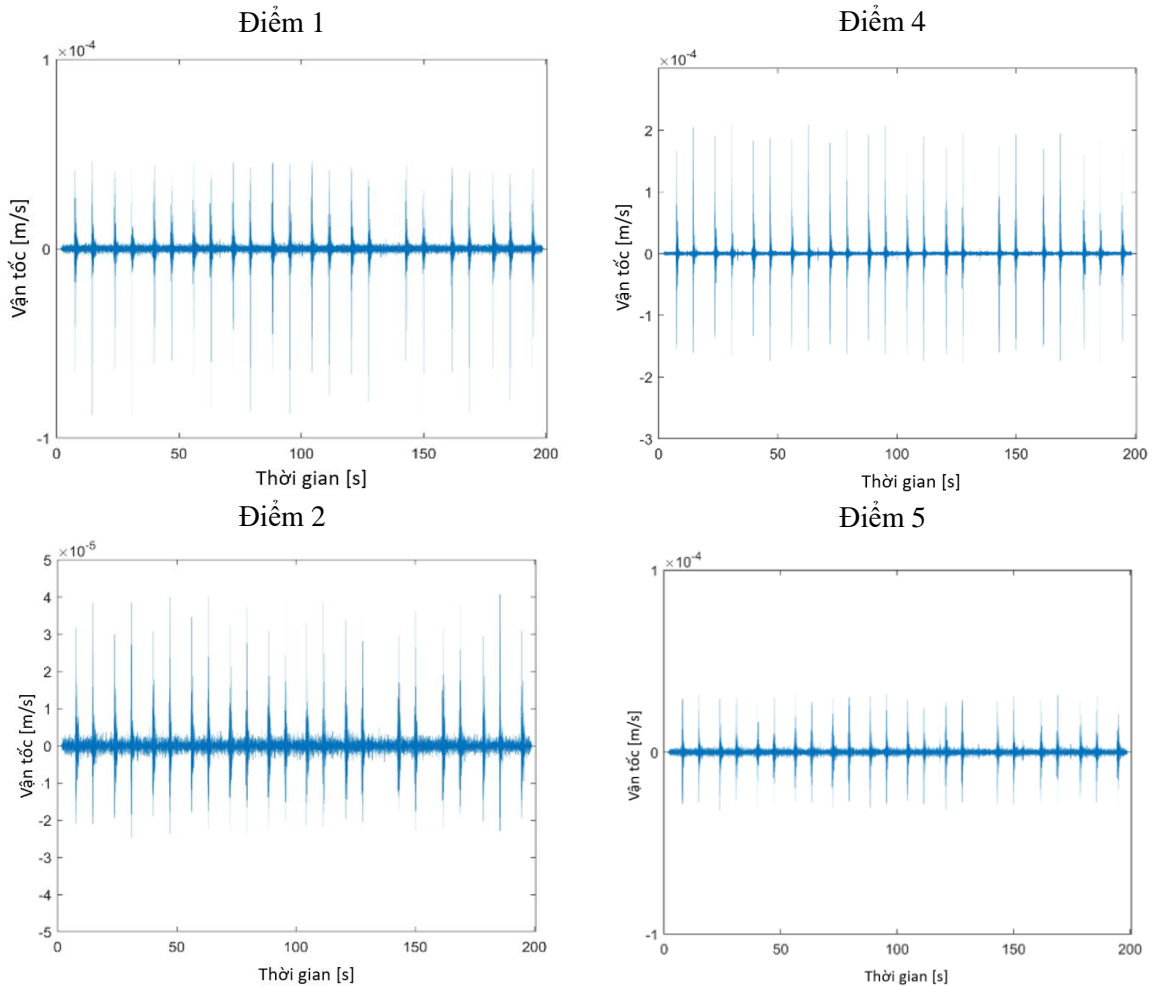 Điểm 1
×10-4
1
0
-1
Vận tốc [m/s]
0 50 100 150 200
Thời gian [s]
Điểm 4
×10-4
2
1
0
-1
-2
-3
Vận tốc [m/s]
0 50 100 150 200
Thời gian [s]
Điểm 2
×10-5
5
4
3
2
1
0
-1
-2
-3
-4
-5
Vận tốc [m/s]
0 50 100 150 200
Thời gian [s]
Điểm 5
×10-4
1
0
-1
Vận tốc [m/s]
0 50 100 150 200
Thời gian [s]